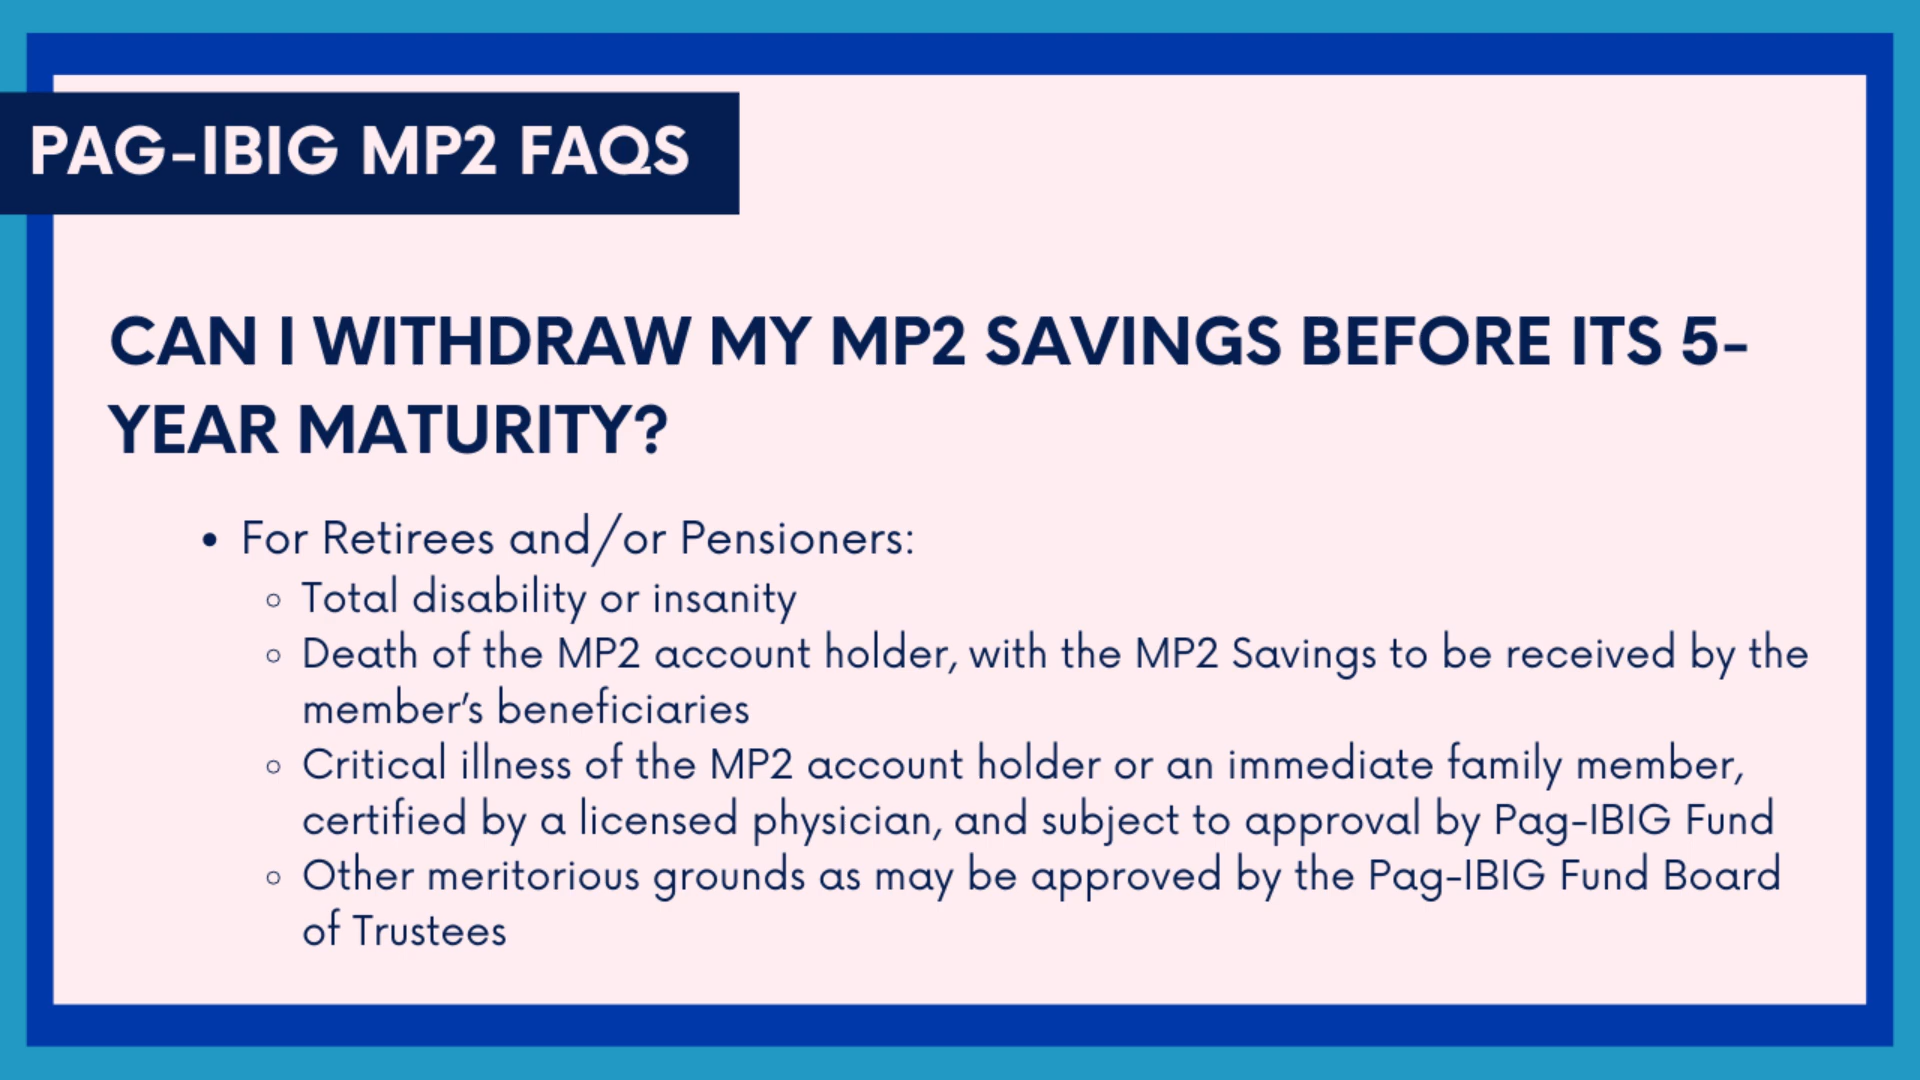 PAG-IBIG MP2 FAQS
CAN I WITHDRAW MY MP2 SAVINGS BEFORE ITS 5-
YEAR MATURITY?
• For Retirees and/or Pensioners:
◦ Total disability or insanity
◦ Death of the MP2 account holder, with the MP2 Savings to be received by the
member's beneficiaries
◦ Critical illness of the MP2 account holder or an immediate family member,
certified by a licensed physician, and subject to approval by Pag-IBIG Fund
◦ Other meritorious grounds as may be approved by the Pag-IBIG Fund Board
of Trustees